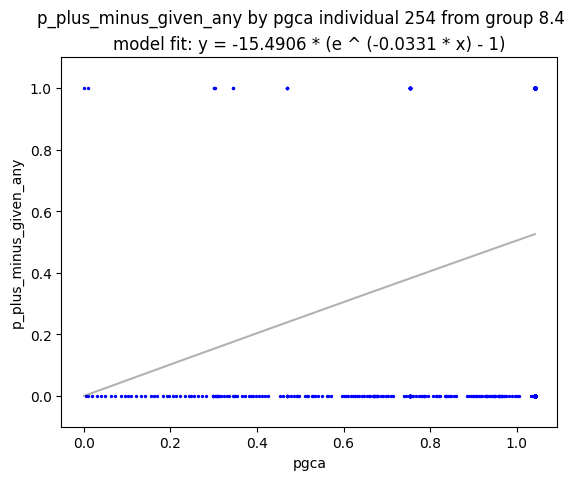 p_plus_minus_given_any by pgca individual 254 from group 8.4
model fit: y = -15.4906 * (e ^ (-0.0331 * x) - 1)
1.0
0.8
0.6
0.4
0.2
0.0
p_plus_minus_given_any
0.0 0.2 0.4 0.6 0.8 1.0
pgca